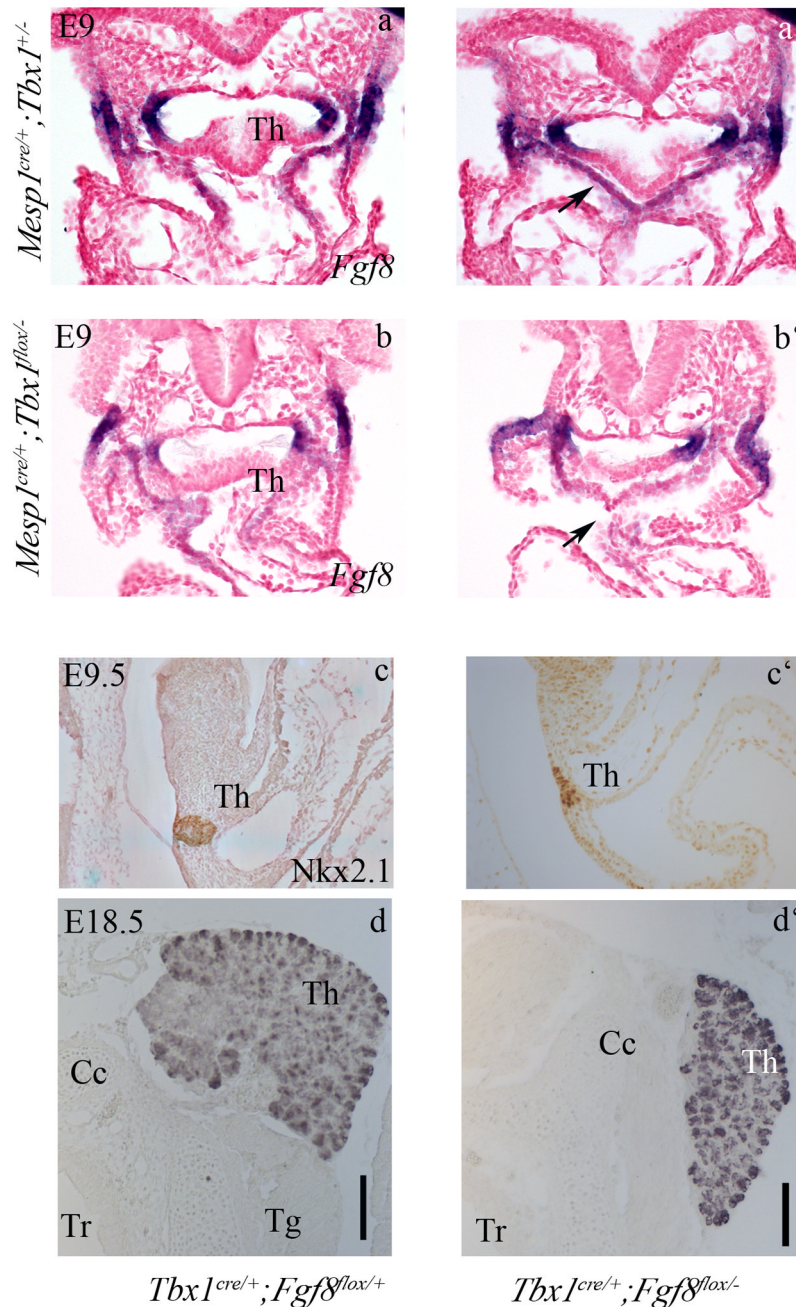 E9
a
a
Mesp1cre/+;Tbx1+/-
Th
Fgf8
E9
b
b'
Mesp1cre/+;Tbx1flox/-
Th
Fgf8
E9.5
c
c'
Th
Th
Nkx2.1
E18.5
d
d'
Th
Cc
Cc
Th
Tr
Tg
Tr
Tbx1cre/+;Fgf8flox/+
Tbx1cre/+;Fgf8flox/-